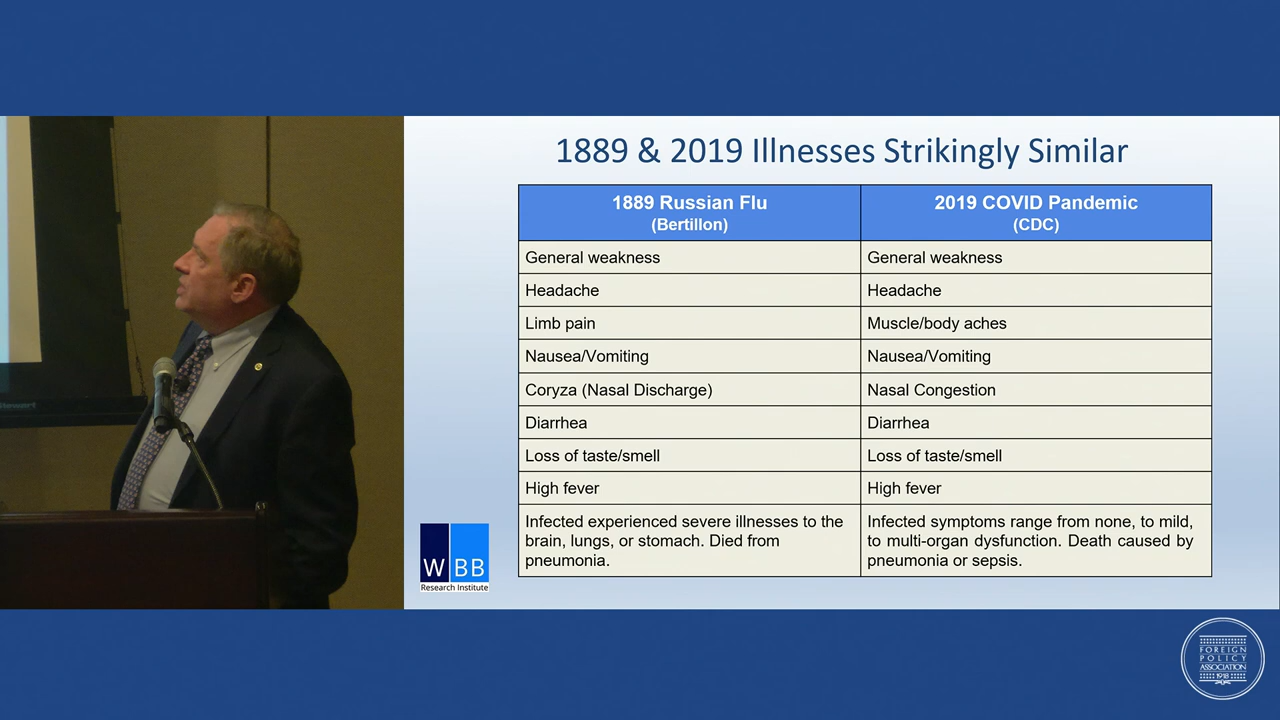 1889 & 2019 Illnesses Strikingly Similar
1889 Russian Flu
(Bertillon)
2019 COVID Pandemic
(CDC)
General weakness
General weakness
Headache
Headache
Limb pain
Muscle/body aches
Nausea/Vomiting
Nausea/Vomiting
Coryza (Nasal Discharge)
Nasal Congestion
Diarrhea
Diarrhea
Loss of taste/smell
Loss of taste/smell
High fever
High fever
Infected experienced severe illnesses to the
brain, lungs, or stomach. Died from
pneumonia.
Infected symptoms range from none, to mild,
to multi-organ dysfunction. Death caused by
pneumonia or sepsis.
W BB
Research Institute
FOREIGN
POLICY
ASSOCIATION
1918